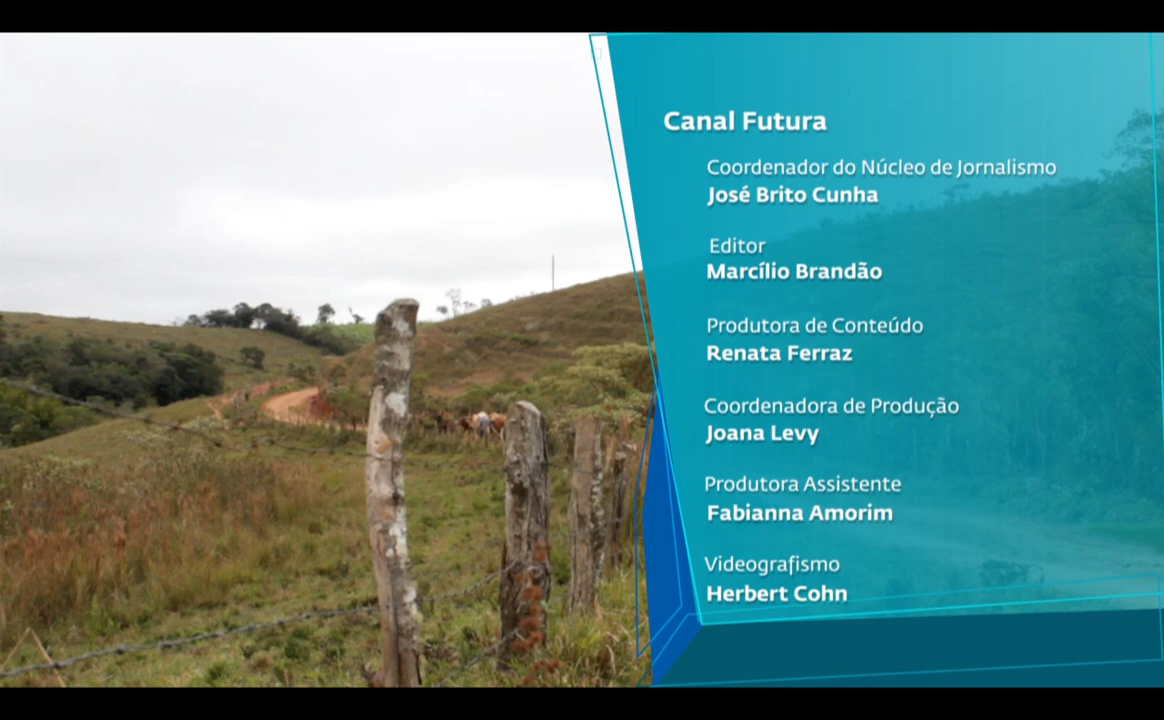 Canal Futura
Coordenador do Núcleo de Jornalismo
José Brito Cunha
Editor
Marcílio Brandão
Produtora de Conteúdo
Renata Ferraz
Coordenadora de Produção
Joana Levy
Produtora Assistente
Fabianna Amorim
Videografismo
Herbert Cohn